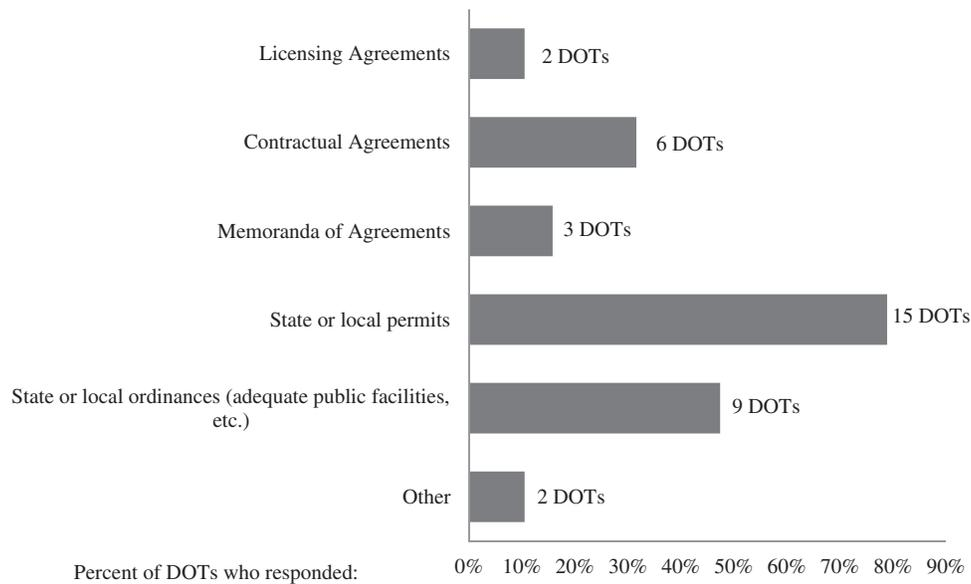 Licensing Agreements
2 DOTs
Contractual Agreements
6 DOTs
Memoranda of Agreements
3 DOTs
State or local permits
15 DOTs
State or local ordinances (adequate public facilities,
etc.)
9 DOTs
Other
2 DOTs
Percent of DOTs who responded:
0% 10% 20% 30% 40% 50% 60% 70% 80% 90%